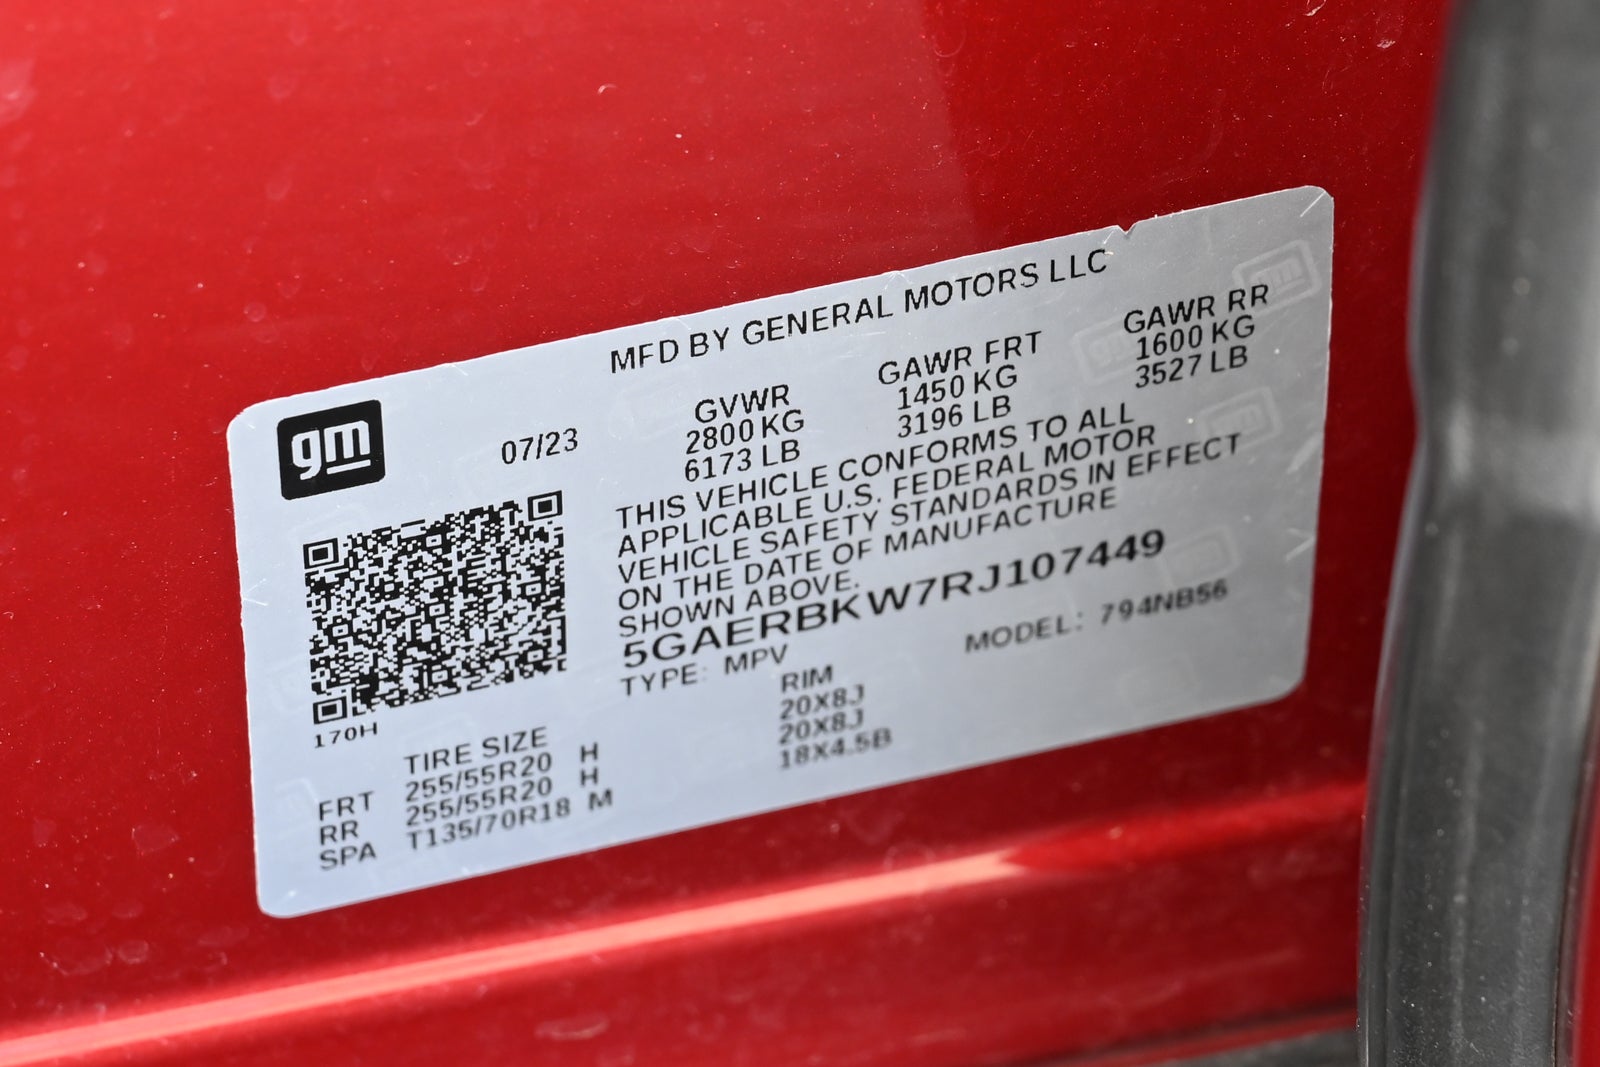 MFD BY GENERAL MOTORS LLC
gm
07/23
GVWR
2800 KG
6173 LB
GAWR FRT
1450 KG
3196 LB
GAWR RR
1600 KG
3527 LB
THIS VEHICLE CONFORMS TO ALL
APPLICABLE U.S. FEDERAL MOTOR
VEHICLE SAFETY STANDARDS IN EFFECT
ON THE DATE OF MANUFACTURE
SHOWN ABOVE.
5GAERBKW7RJ107449
TYPE: MPV
MODEL: 794NB56
170H
TIRE SIZE RIM
FRT 255/55R20 H 20X8J
RR 255/55R20 H 20X8J
SPA T135/70R18 M 18X4.5B